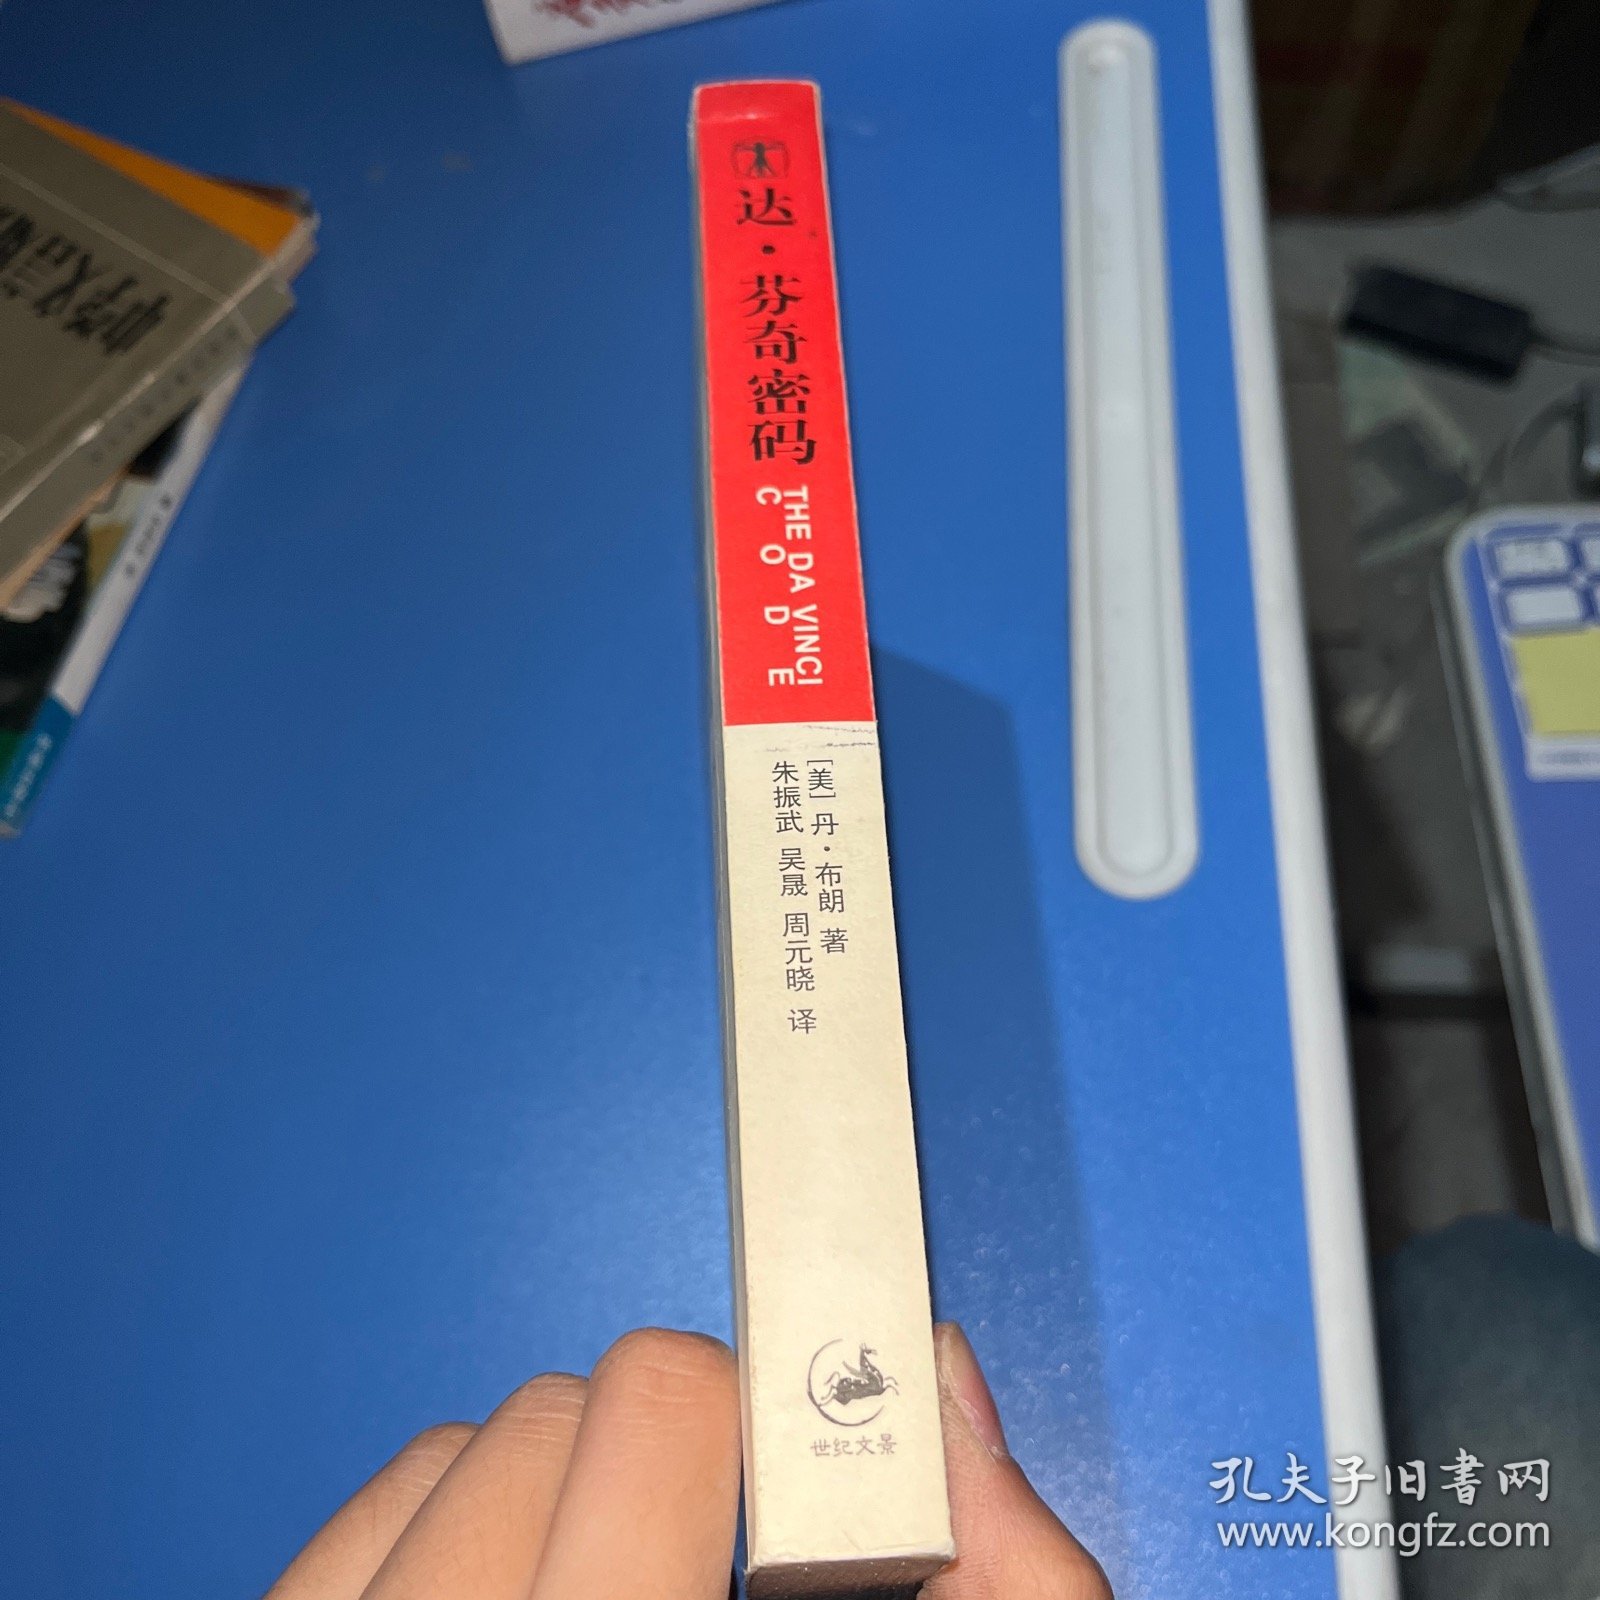 达·芬奇密码
THE DA VINCI
CODE
[美]丹·布朗 著
朱振武 吴晟 周元晓 译
世纪文景
孔夫子旧书网
www.kongfz.com